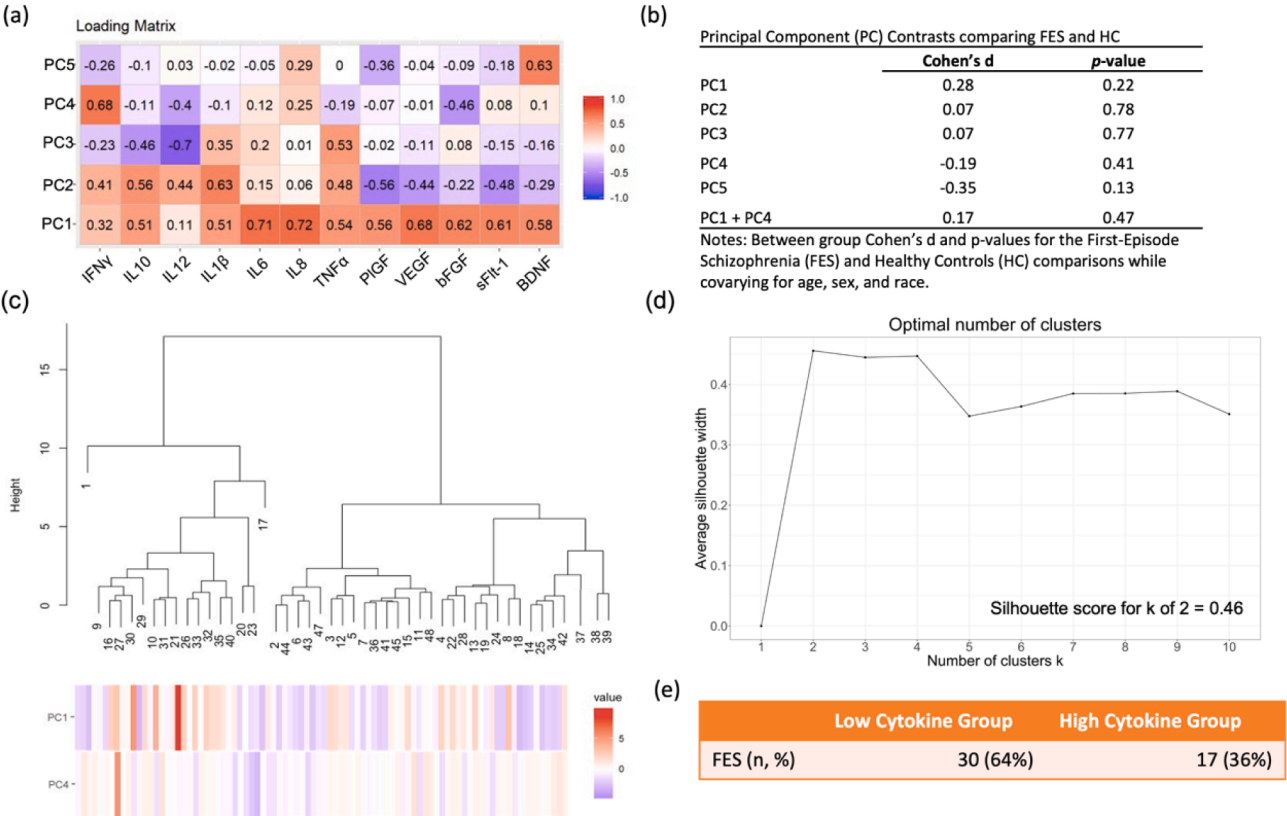 (a)
Loading Matrix
PC5 -0.26 -0.1 0.03 -0.02 -0.05 0.29 0 -0.36 -0.04 -0.09 -0.18 0.63
PC4 0.68 -0.11 -0.4 -0.1 0.12 0.25 -0.19 -0.07 -0.01 -0.46 0.08 0.1
PC3 -0.23 -0.46 -0.7 0.35 0.2 0.01 0.53 -0.02 -0.11 0.08 -0.15 -0.16
PC2 0.41 0.56 0.44 0.63 0.15 0.06 0.48 -0.56 -0.44 -0.22 -0.48 -0.29
PC1 0.32 0.51 0.11 0.51 0.71 0.72 0.54 0.56 0.68 0.62 0.61 0.58
IFNγ IL10 IL12 IL1β IL6 IL8 TNFα PlGF VEGF bFGF sFlt-1 BDNF
1.0
0.5
0.0
-0.5
-1.0
(b)
Principal Component (PC) Contrasts comparing FES and HC
Cohen's d p-value
PC1 0.28 0.22
PC2 0.07 0.78
PC3 0.07 0.77
PC4 -0.19 0.41
PC5 -0.35 0.13
PC1 + PC4 0.17 0.47
Notes: Between group Cohen's d and p-values for the First-Episode
Schizophrenia (FES) and Healthy Controls (HC) comparisons while
covarying for age, sex, and race.
(c)
Height
15
10
5
0
1
17
9 16 27 30 29 10 31 21 26 33 32 35 40 20 23 2 44 6 43 47 3 12 5 7 36 41 45 15 11 48 4 22 28 13 19 24 8 18 14 25 34 42 37 38 39
PC1
PC4
value
5
0
(d)
Optimal number of clusters
Average silhouette width
0.4
0.3
0.2
0.1
0.0
Silhouette score for k of 2 = 0.46
1 2 3 4 5 6 7 8 9 10
Number of clusters k
(e)
Low Cytokine Group High Cytokine Group
FES (n, %) 30 (64%) 17 (36%)